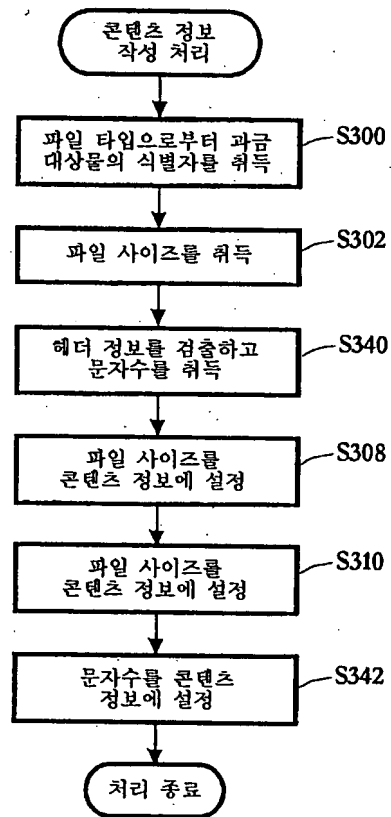 콘텐츠 정보
작성 처리
파일 타입으로부터 과금
대상물의 식별자를 취득
S300
파일 사이즈를 취득
S302
헤더 정보를 검출하고
문자수를 취득
S340
파일 사이즈를
콘텐츠 정보에 설정
S308
파일 사이즈를
콘텐츠 정보에 설정
S310
문자수를 콘텐츠
정보에 설정
S342
처리 종료